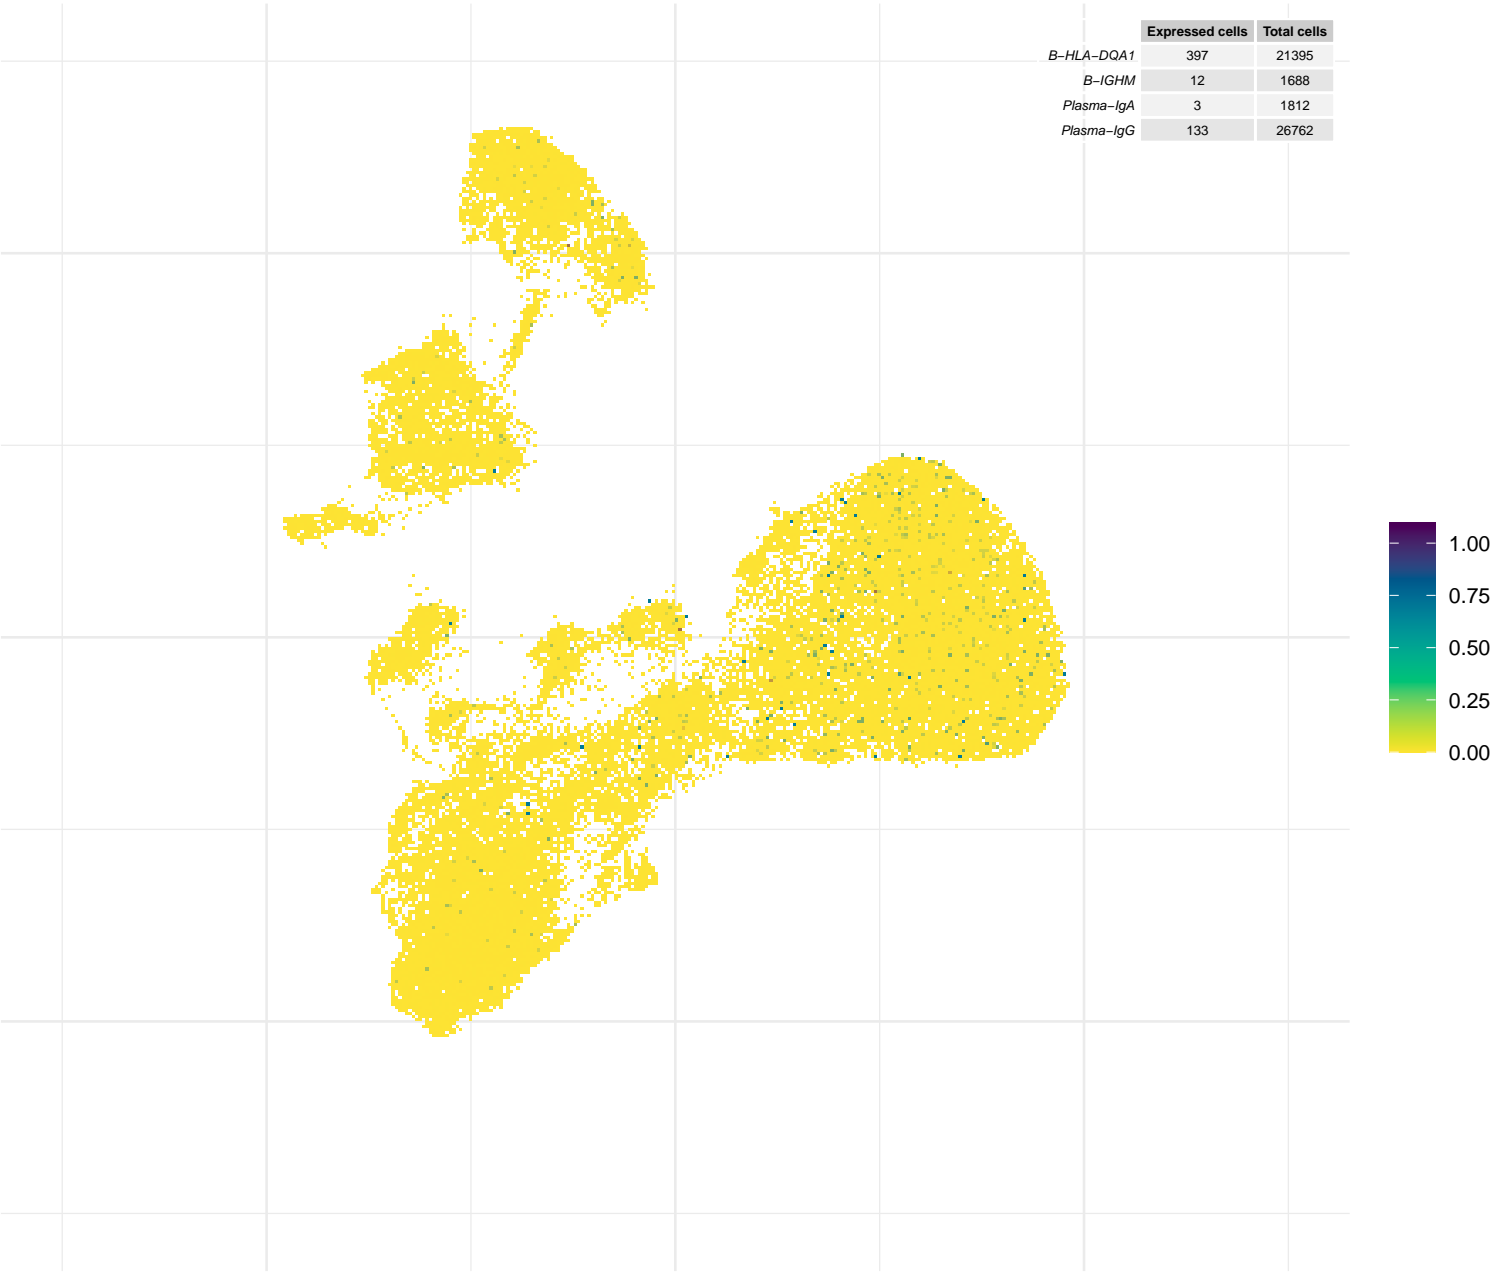 Expressed cells Total cells
B−HLA−DQA1 397 21395
B−IGHM 12 1688
Plasma−IgA 3 1812
Plasma−IgG 133 26762
1.00
0.75
0.50
0.25
0.00